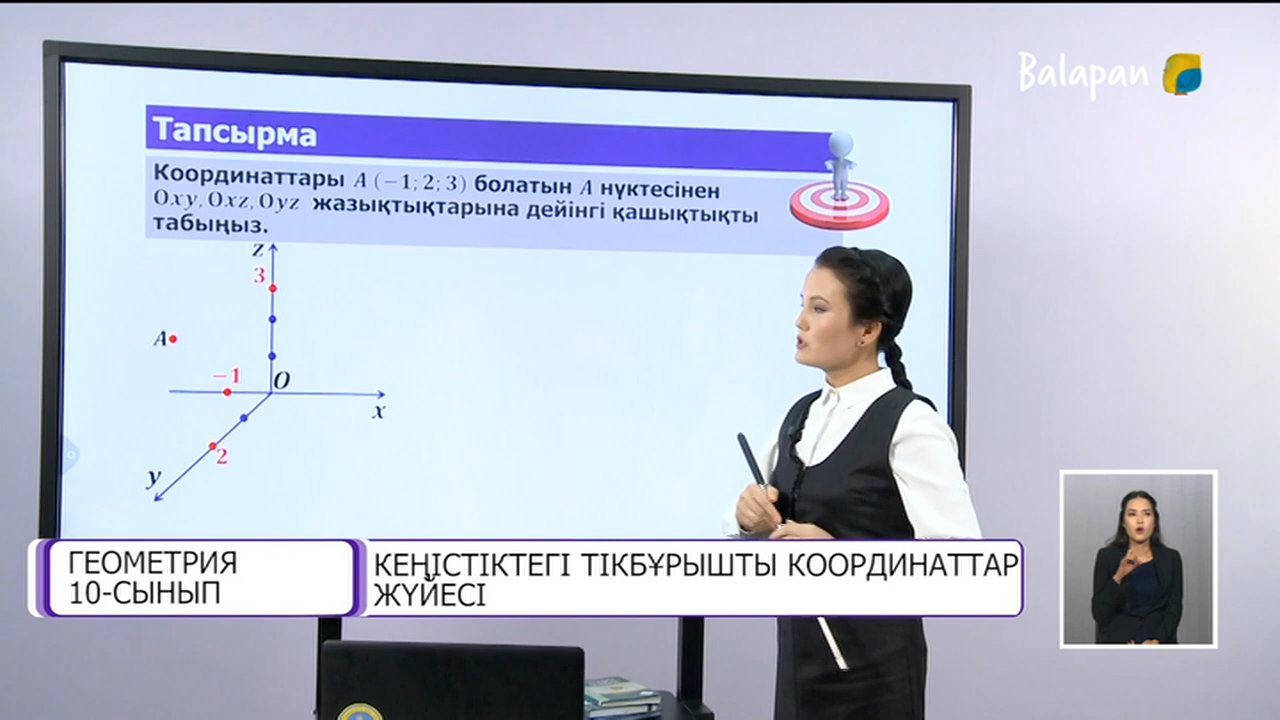 Balapan
Тапсырма
Координаттары A (−1; 2; 3) болатын A нүктесінен
Oxy, Oxz, Oyz жазықтықтарына дейінгі қашықтықты
табыңыз.
z
3
A
−1
O
x
2
y
ГЕОМЕТРИЯ
10-СЫНЫП
КЕҢІСТІКТЕГІ ТІКБҰРЫШТЫ КООРДИНАТТАР
ЖҮЙЕСІ